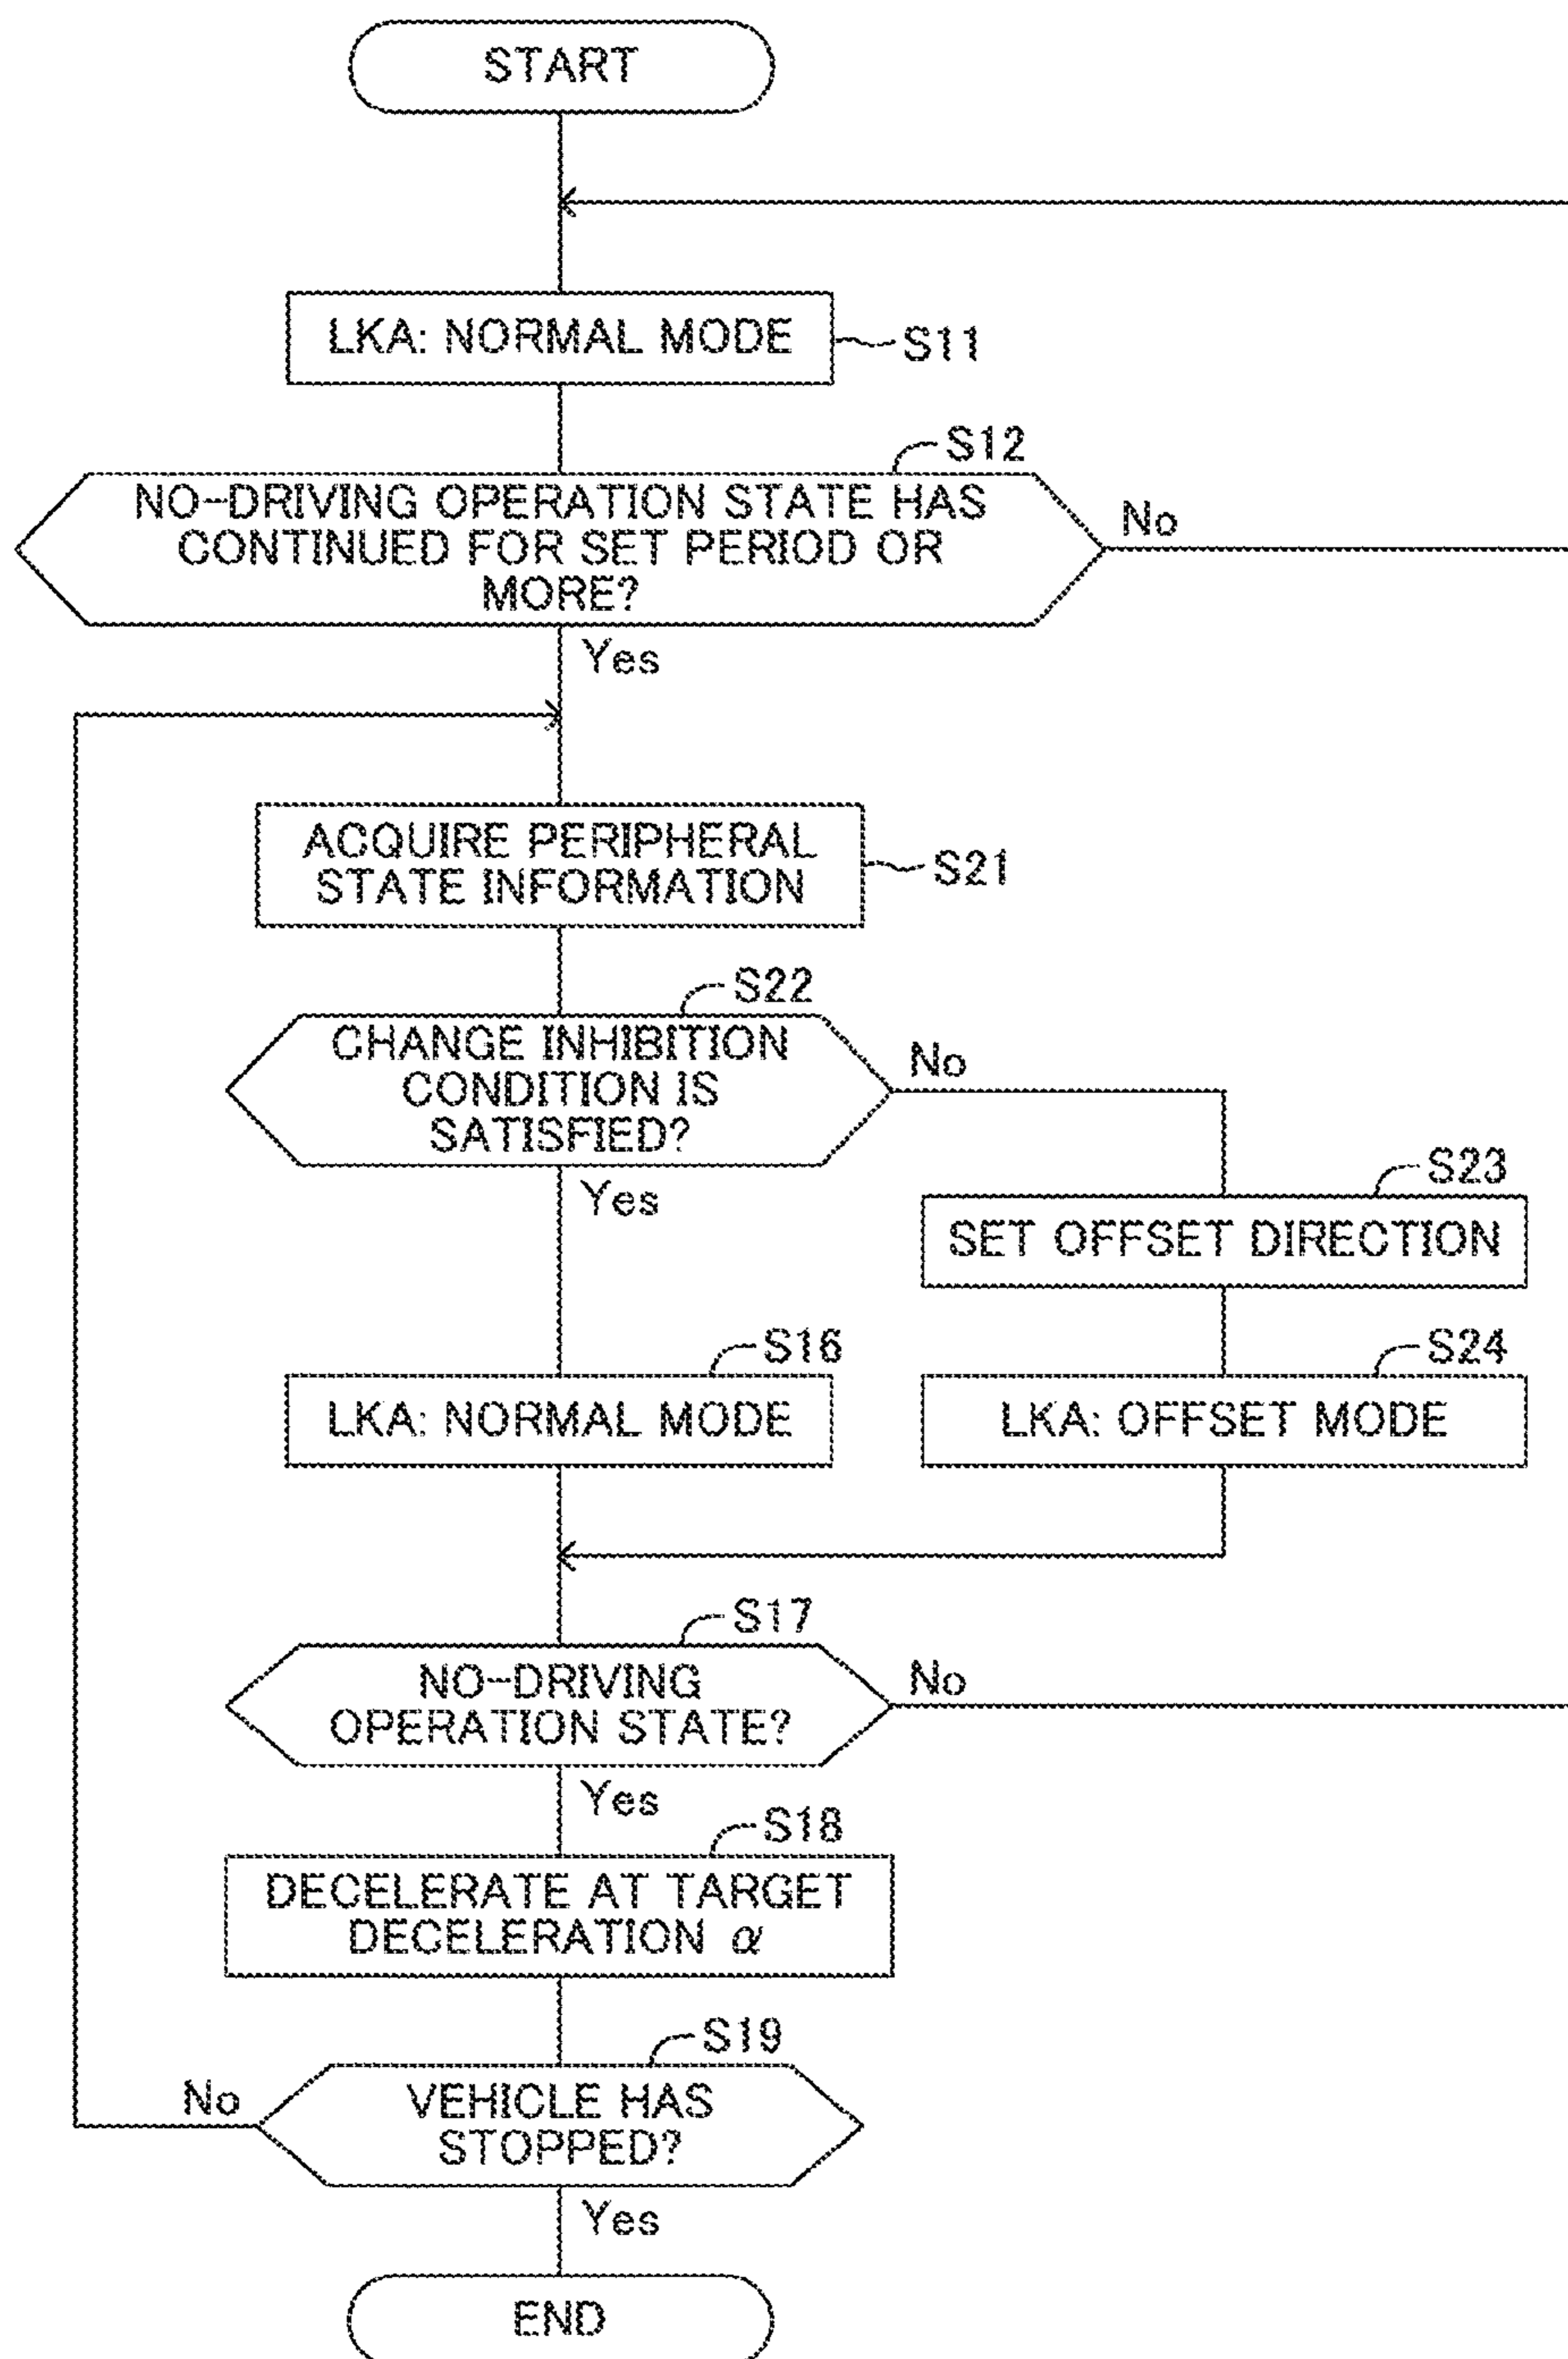 START
LKA: NORMAL MODE
S11
S12
NO-DRIVING OPERATION STATE HAS
CONTINUED FOR SET PERIOD OR
MORE?
No
Yes
ACQUIRE PERIPHERAL
STATE INFORMATION
S21
S22
CHANGE INHIBITION
CONDITION IS
SATISFIED?
No
Yes
S23
SET OFFSET DIRECTION
S16
LKA: NORMAL MODE
S24
LKA: OFFSET MODE
S17
NO-DRIVING
OPERATION STATE?
No
Yes
S18
DECELERATE AT TARGET
DECELERATION α
S19
VEHICLE HAS
STOPPED?
No
Yes
END